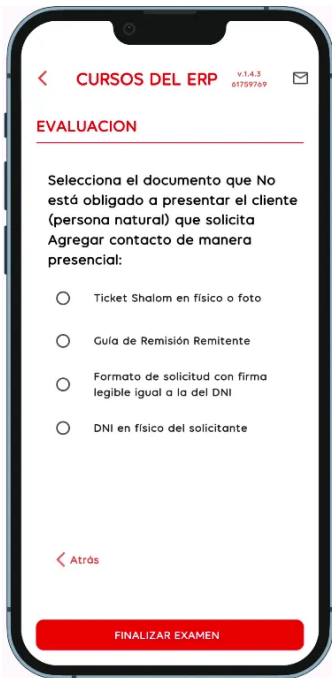 CURSOS DEL ERP
v.1.4.3
61759769
EVALUACION
Selecciona el documento que No
está obligado a presentar el cliente
(persona natural) que solicita
Agregar contacto de manera
presencial:
Ticket Shalom en físico o foto
Guía de Remisión Remitente
Formato de solicitud con firma
legible igual a la del DNI
DNI en físico del solicitante
Atrás
FINALIZAR EXAMEN